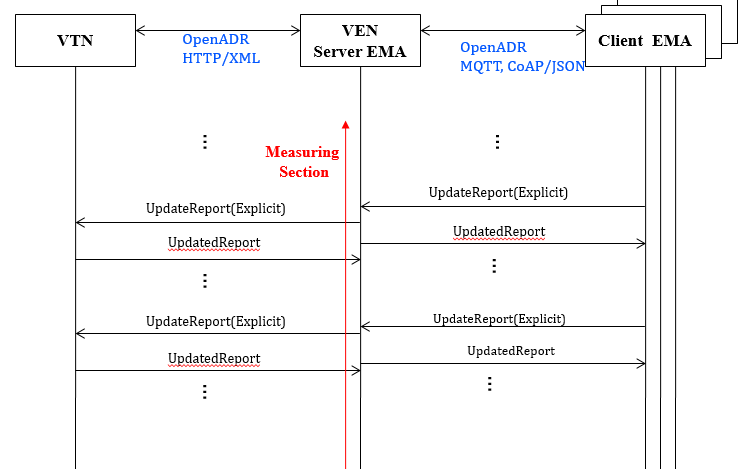 VTN
OpenADR
HTTP/XML
VEN
Server EMA
OpenADR
MQTT, CoAP/JSON
Client EMA
...
...
Measuring
Section
UpdateReport(Explicit)
UpdateReport(Explicit)
UpdatedReport
UpdatedReport
...
...
UpdateReport(Explicit)
UpdateReport(Explicit)
UpdatedReport
UpdatedReport
...
...